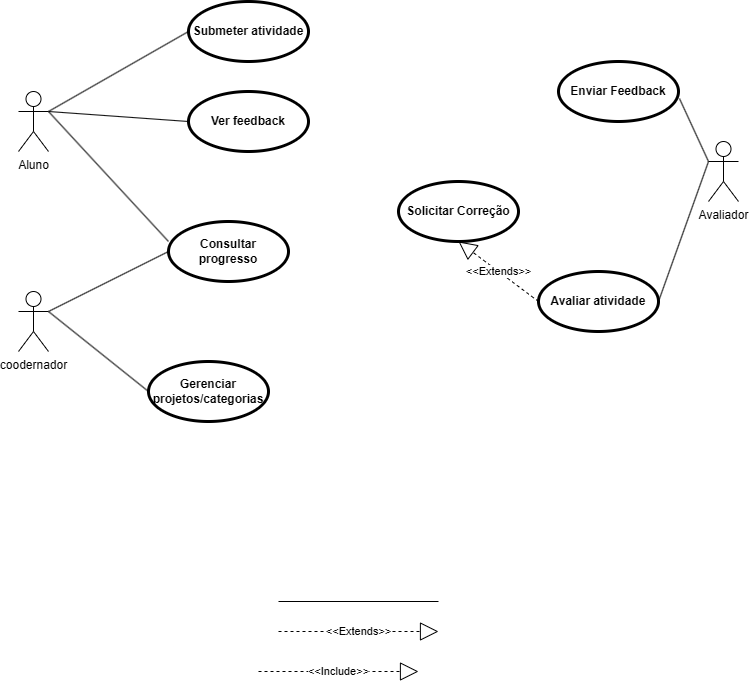 Submeter atividade
Enviar Feedback
Ver feedback
Aluno
Solicitar Correção
Avaliador
Consultar
progresso
<<Extends>>
Avaliar atividade
coodernador
Gerenciar
projetos/categorias
<<Extends>>
<<Include>>